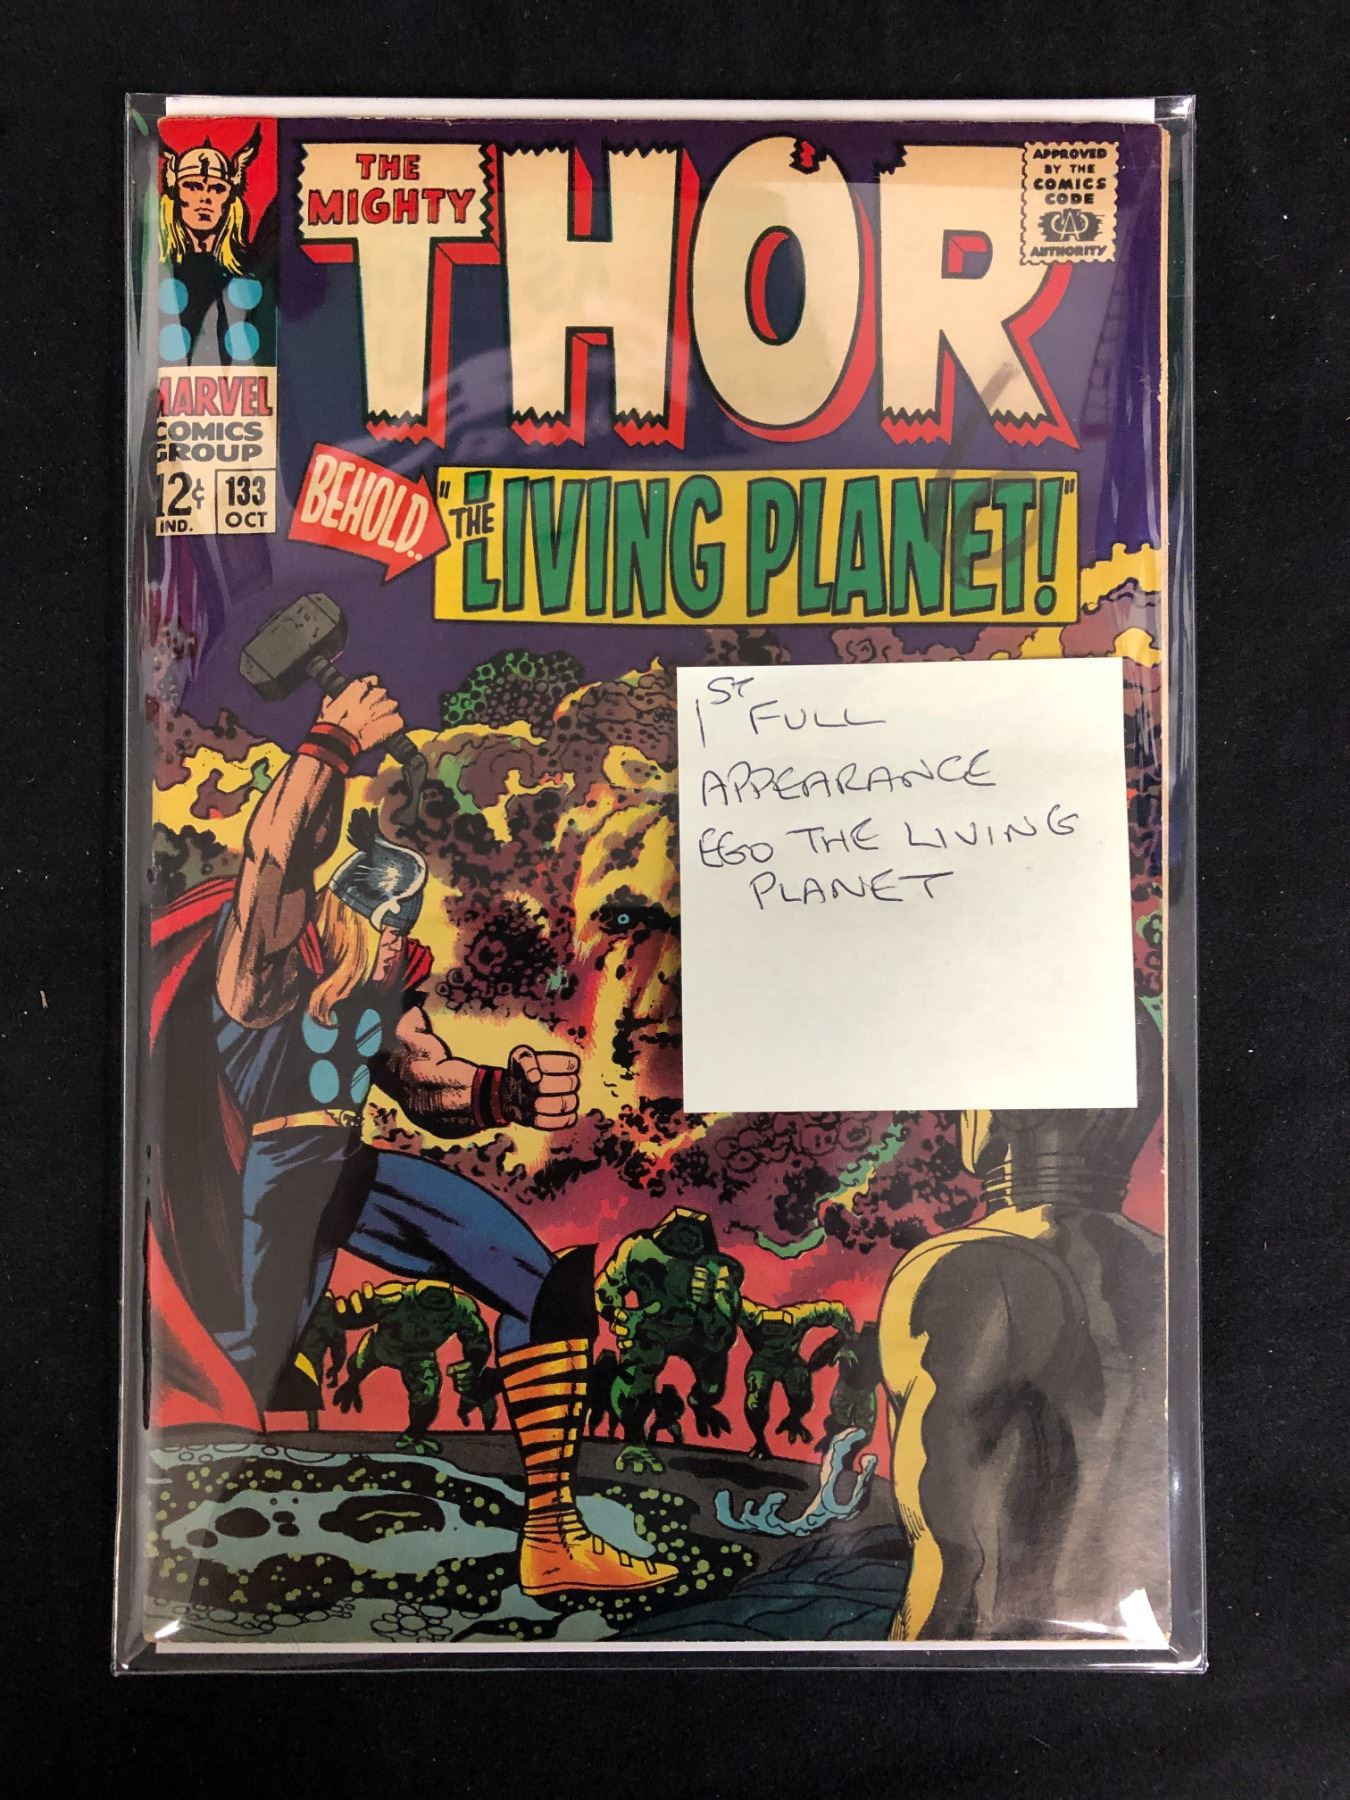 THE
MIGHTY
THOR
APPROVED
BY THE
COMICS
CODE
CA
AUTHORITY
MARVEL
COMICS
GROUP
12¢
IND.
133
OCT
BEHOLD..
"THE LIVING PLANET!"
1ST FULL
APPEARANCE
EGO THE LIVING
PLANET